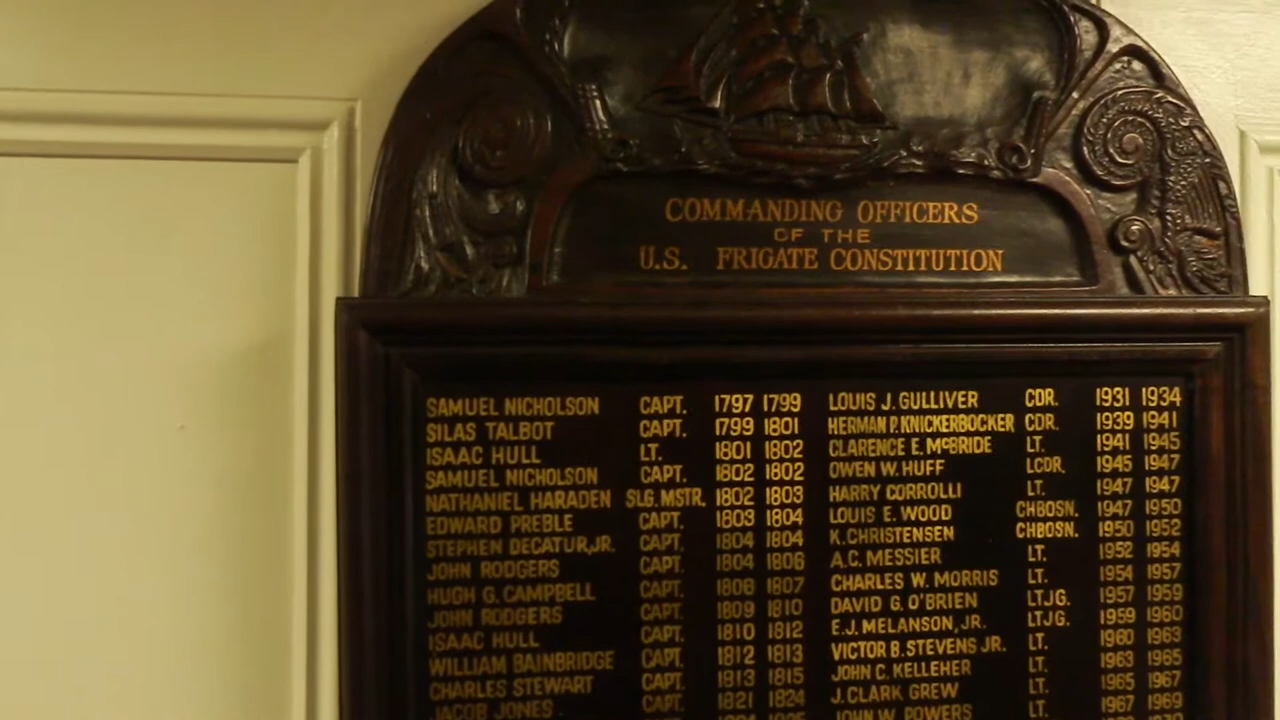 COMMANDING OFFICERS
OF THE
U.S. FRIGATE CONSTITUTION
SAMUEL NICHOLSON CAPT. 1797 1799
SILAS TALBOT CAPT. 1799 1801
ISAAC HULL LT. 1801 1802
SAMUEL NICHOLSON CAPT. 1802 1802
NATHANIEL HARADEN SLG. MSTR. 1802 1803
EDWARD PREBLE CAPT. 1803 1804
STEPHEN DECATUR, JR. CAPT. 1804 1804
JOHN RODGERS CAPT. 1804 1806
HUGH G. CAMPBELL CAPT. 1806 1807
JOHN RODGERS CAPT. 1809 1810
ISAAC HULL CAPT. 1810 1812
WILLIAM BAINBRIDGE CAPT. 1812 1813
CHARLES STEWART CAPT. 1813 1815
JACOB JONES CAPT. 1821 1824
LOUIS J. GULLIVER CDR. 1931 1934
HERMAN P. KNICKERBOCKER CDR. 1939 1941
CLARENCE E. McBRIDE LT. 1941 1945
OWEN W. HUFF LCDR. 1945 1947
HARRY CORROLLI LT. 1947 1947
LOUIS E. WOOD CHBOSN. 1947 1950
K. CHRISTENSEN CHBOSN. 1950 1952
A.C. MESSIER LT. 1952 1954
CHARLES W. MORRIS LT. 1954 1957
DAVID G. O'BRIEN LTJG. 1957 1959
E.J. MELANSON, JR. LTJG. 1959 1960
VICTOR B. STEVENS JR. LT. 1960 1963
JOHN C. KELLEHER LT. 1963 1965
J. CLARK GREW LT. 1965 1967
JOHN W. POWERS LT. 1967 1969